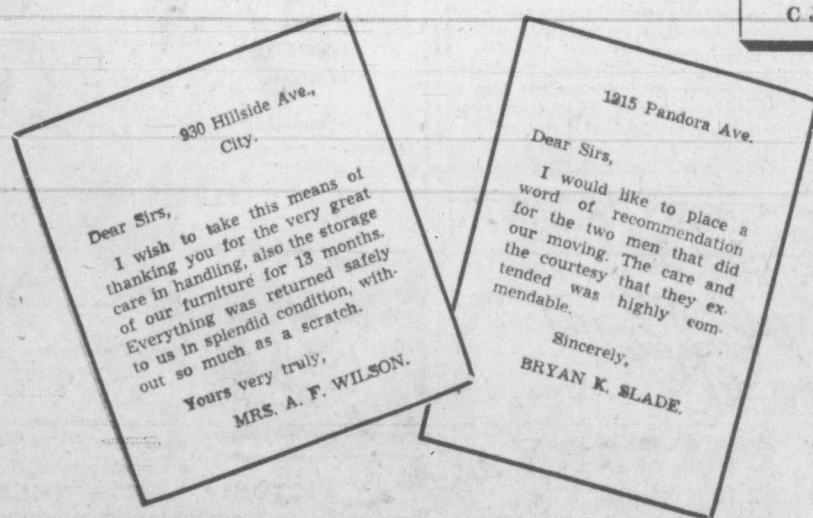 C J
930 Hillside Ave.,
City.
Dear Sirs,
I wish to take this means of
thanking you for the very great
care in handling, also the storage
of our furniture for 13 months.
Everything was returned safely
to us in splendid condition, with-
out so much as a scratch.
Yours very truly,
MRS. A. F. WILSON.
1915 Pandora Ave.
Dear Sirs,
I would like to place a
word of recommendation
for the two men that did
our moving. The care and
the courtesy that they ex-
tended was highly com-
mendable.
Sincerely,
BRYAN K. SLADE.